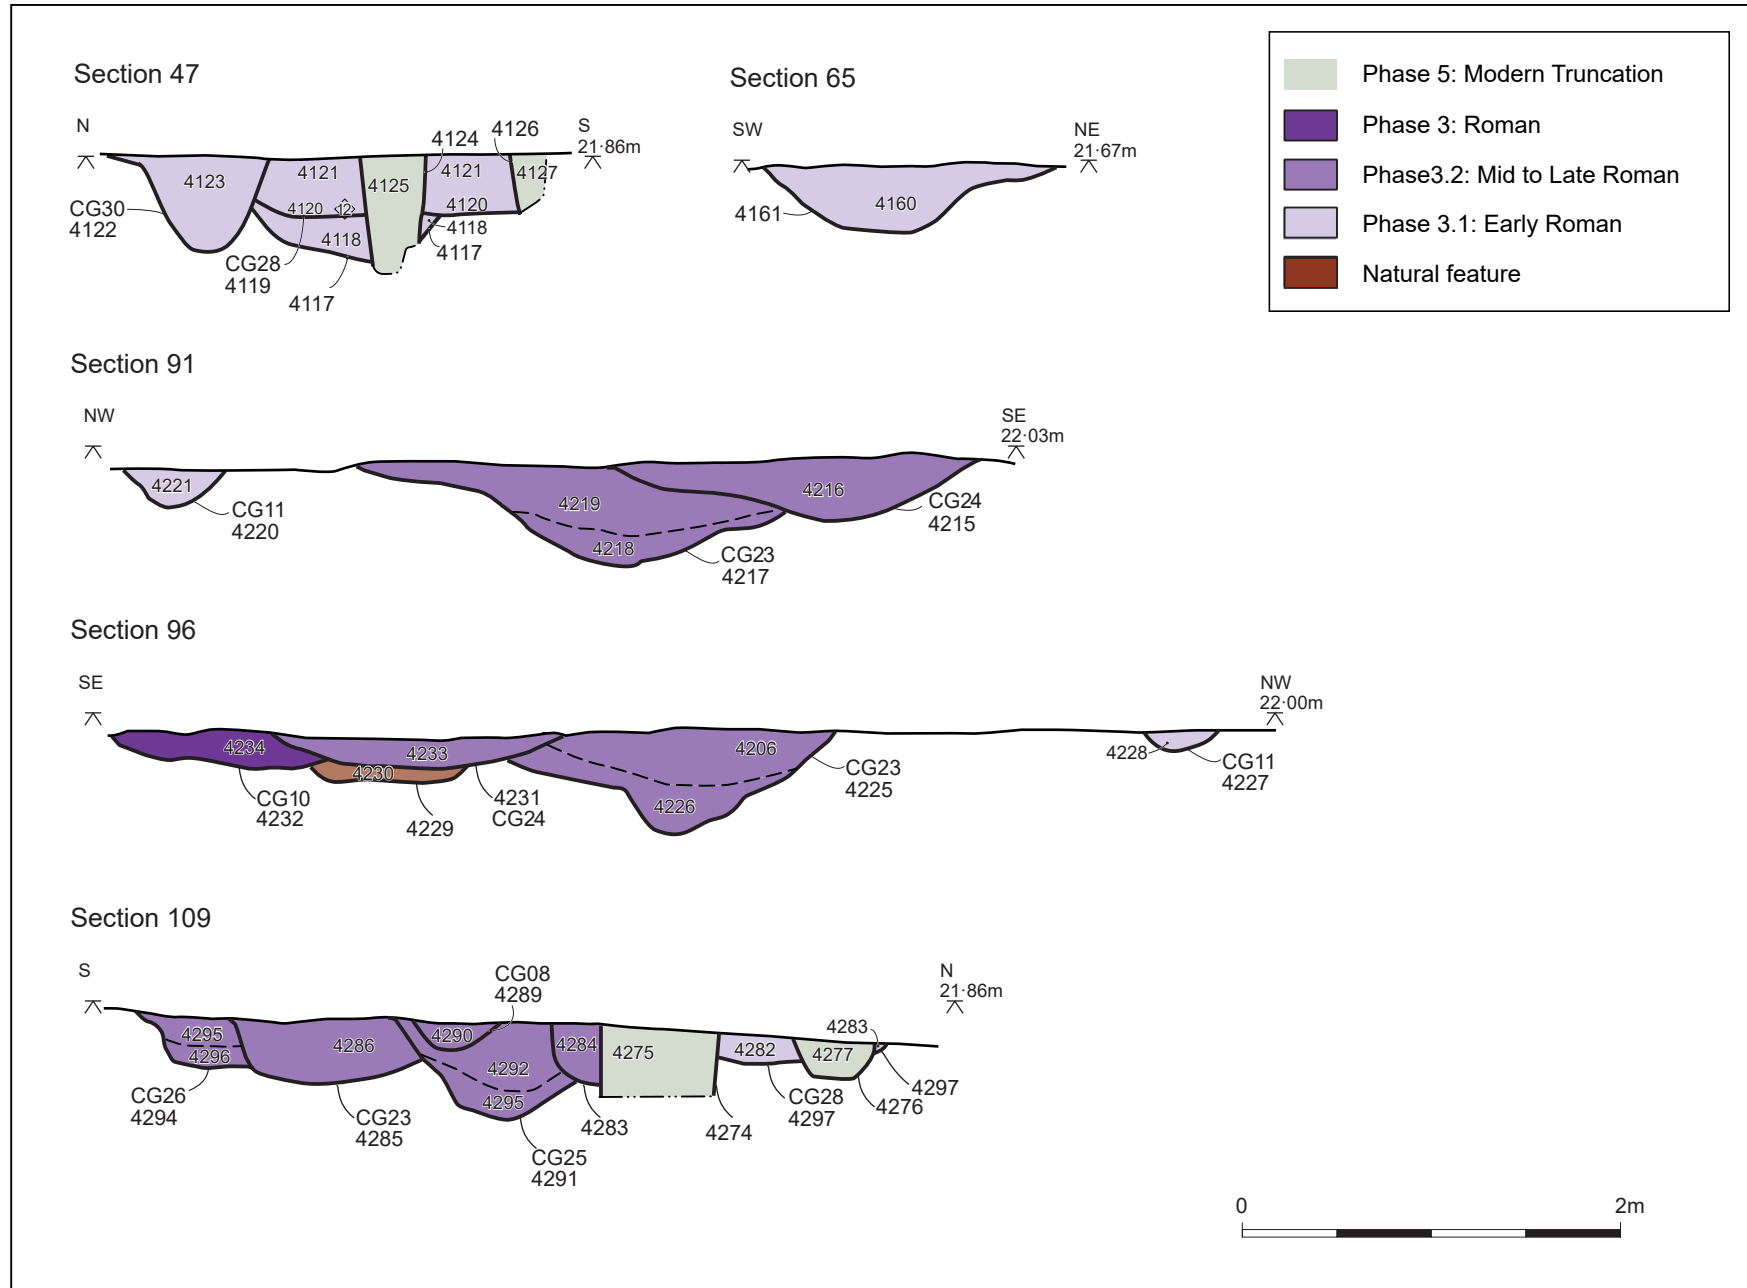 Section 47
N
S
21·86m
4124
4126
4123
4121
4125
4121
4127
CG30
4122
4120
12
4120
4118
4118
4117
CG28
4119
4117
Section 65
SW
NE
21·67m
4161
4160
Phase 5: Modern Truncation
Phase 3: Roman
Phase3.2: Mid to Late Roman
Phase 3.1: Early Roman
Natural feature
Section 91
NW
SE
22·03m
4221
CG11
4220
4219
4216
CG24
4215
4218
CG23
4217
Section 96
SE
NW
22·00m
4234
4233
4206
4228
4230
CG23
4225
CG11
4227
CG10
4232
4231
CG24
4226
4229
Section 109
S
N
21·86m
CG08
4289
4283
4295
4290
4284
4275
4282
4277
4286
4296
4292
4295
4297
CG26
4294
CG23
4285
4283
4274
CG28
4297
4276
CG25
4291
0
2m